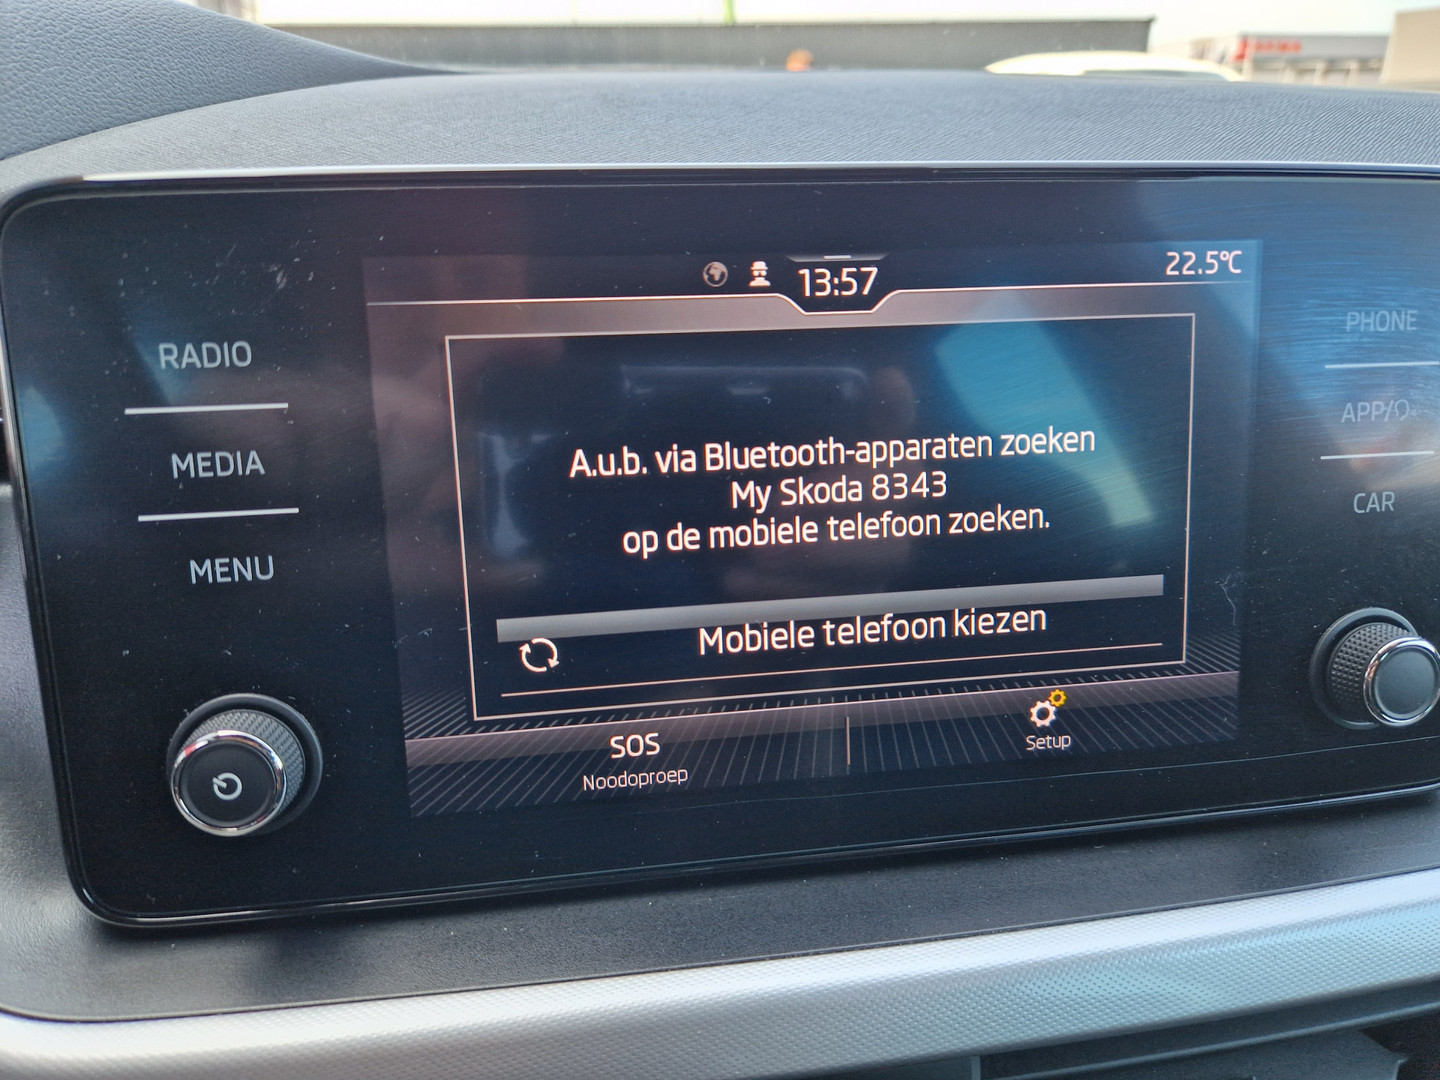 13:57
22.5°C
RADIO
MEDIA
MENU
A.u.b. via Bluetooth-apparaten zoeken
My Skoda 8343
op de mobiele telefoon zoeken.
Mobiele telefoon kiezen
SOS
Noodoproep
Setup
PHONE
APP/
CAR